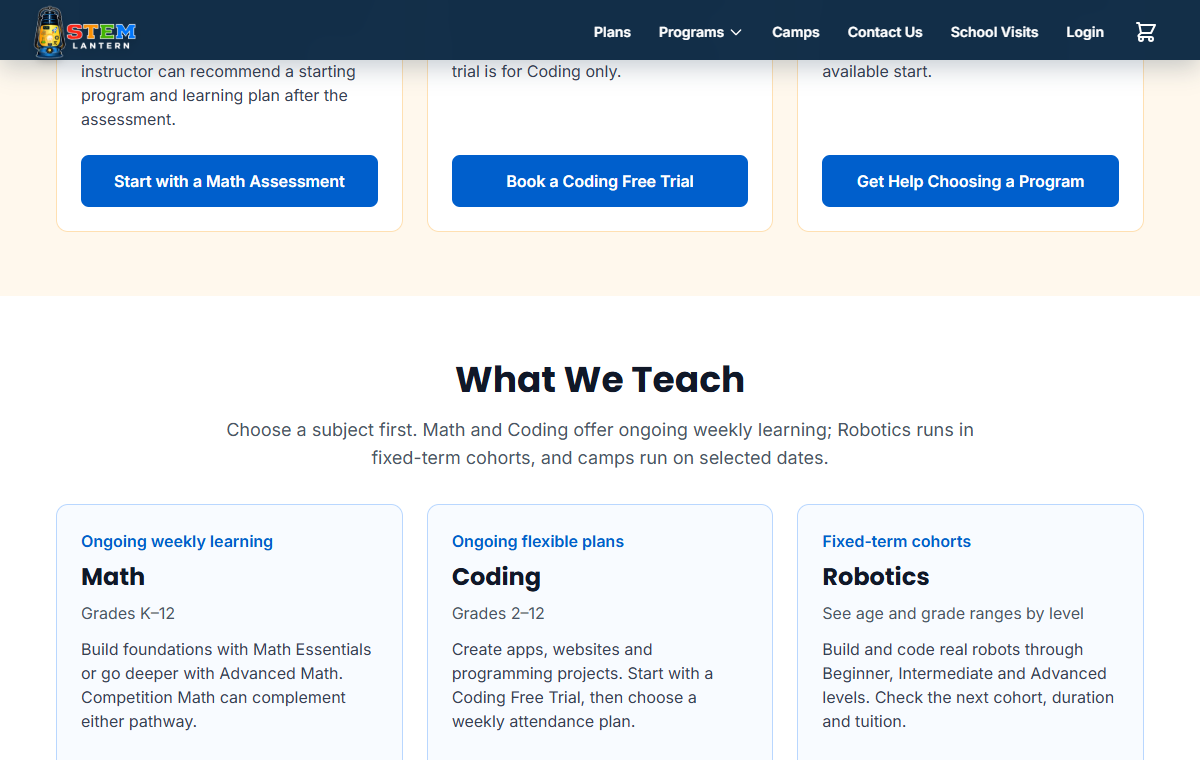 STEM
LANTERN
Plans
Programs
Camps
Contact Us
School Visits
Login
instructor can recommend a starting
program and learning plan after the
assessment.
Start with a Math Assessment
trial is for Coding only.
Book a Coding Free Trial
available start.
Get Help Choosing a Program
What We Teach
Choose a subject first. Math and Coding offer ongoing weekly learning; Robotics runs in
fixed-term cohorts, and camps run on selected dates.
Ongoing weekly learning
Math
Grades K–12
Build foundations with Math Essentials
or go deeper with Advanced Math.
Competition Math can complement
either pathway.
Ongoing flexible plans
Coding
Grades 2–12
Create apps, websites and
programming projects. Start with a
Coding Free Trial, then choose a
weekly attendance plan.
Fixed-term cohorts
Robotics
See age and grade ranges by level
Build and code real robots through
Beginner, Intermediate and Advanced
levels. Check the next cohort, duration
and tuition.